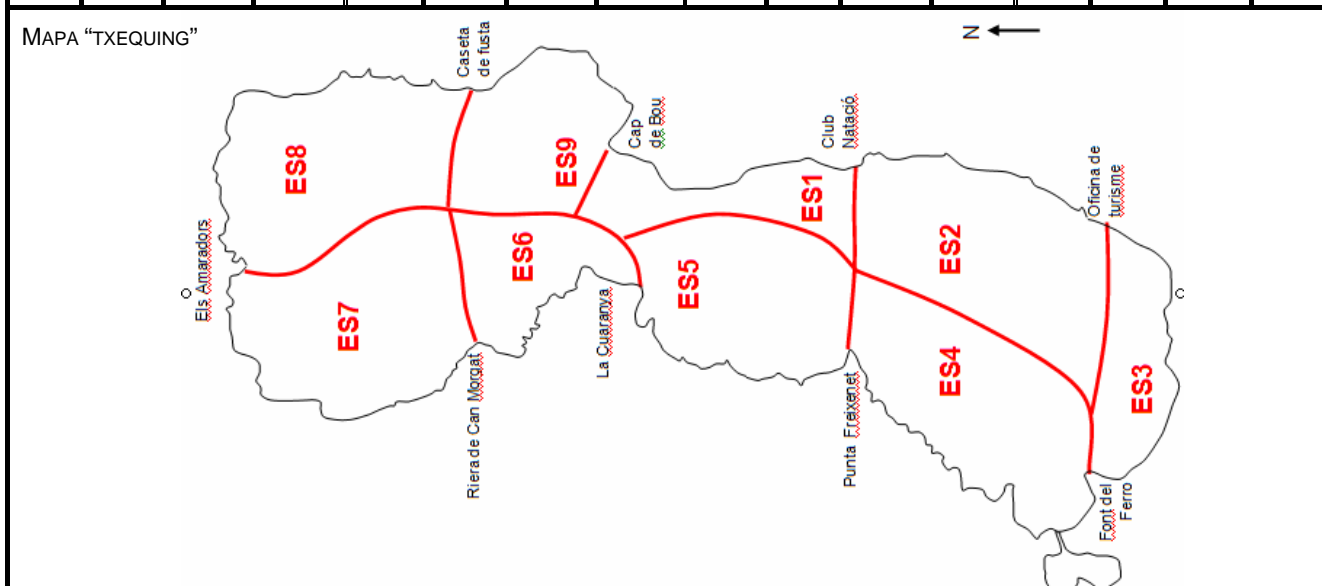 MAPA "TXEQUING"
N
Caseta
de fusta
ES8
Cap
de Bou
Club
Natació
ES9
Els Amaradors
ES1
Oficina de
turisme
ES6
ES2
ES5
ES7
La Cuaranya
Riera de Can Morgat
Punta Freixenet
ES4
ES3
Font del
Ferro